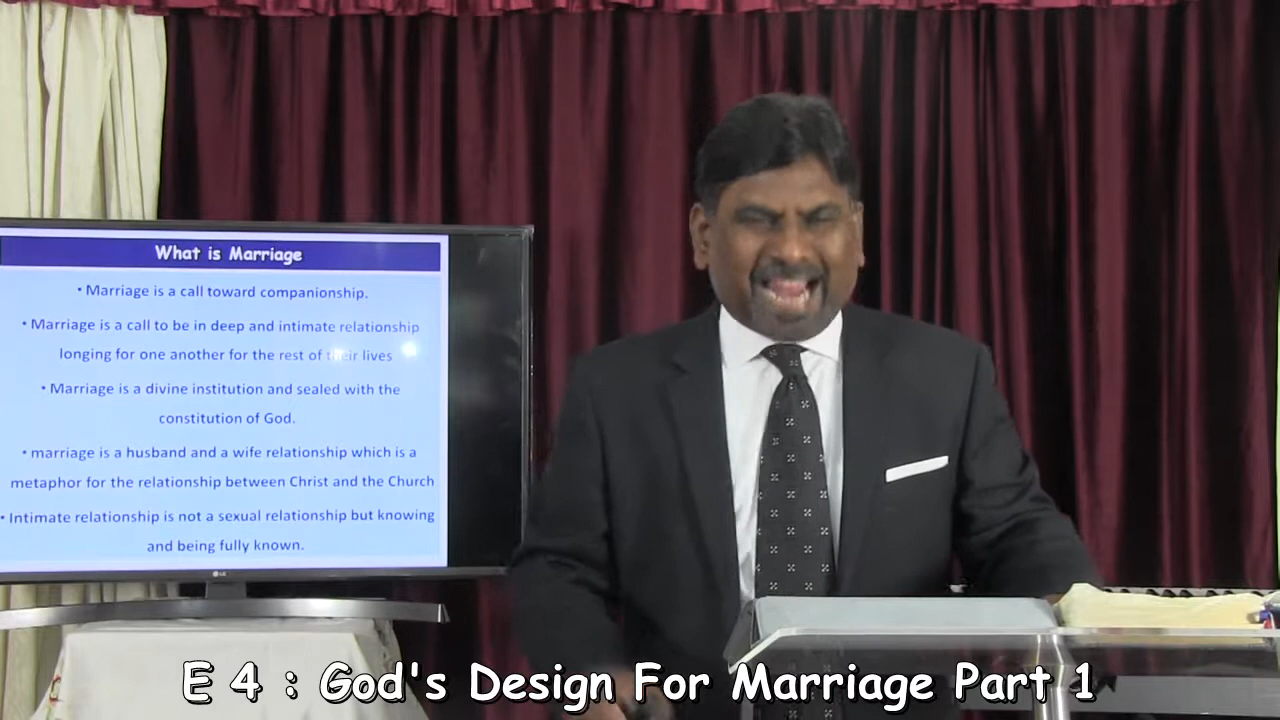 What is Marriage
• Marriage is a call toward companionship.
• Marriage is a call to be in deep and intimate relationship
longing for one another for the rest of their lives
• Marriage is a divine institution and sealed with the
constitution of God.
• marriage is a husband and a wife relationship which is a
metaphor for the relationship between Christ and the Church
• Intimate relationship is not a sexual relationship but knowing
and being fully known.
LG
E 4 : God's Design For Marriage Part 1